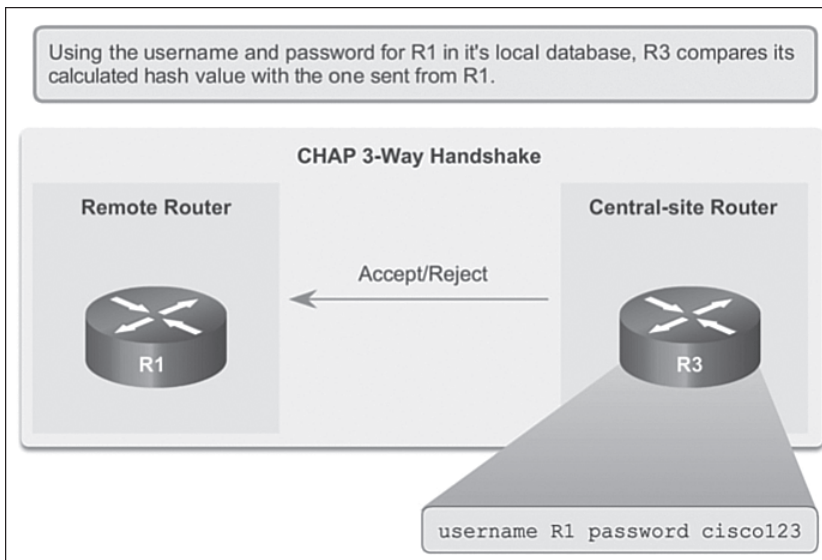 Using the username and password for R1 in it's local database, R3 compares its
calculated hash value with the one sent from R1.
CHAP 3-Way Handshake
Remote Router
Central-site Router
Accept/Reject
R1
R3
username R1 password cisco123